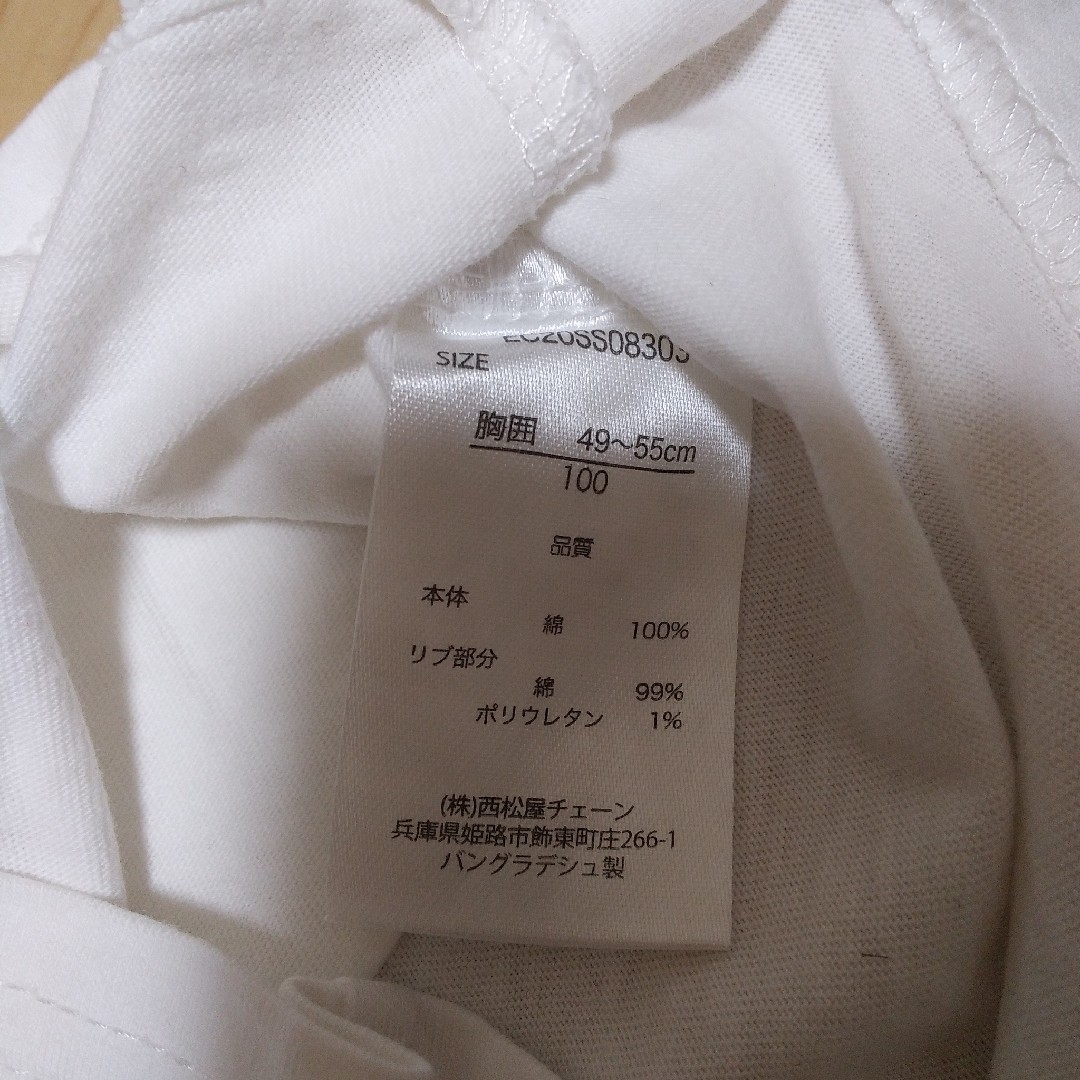 SIZE
胸囲 49~55cm
100
品質
本体
綿 100%
リブ部分
綿 99%
ポリウレタン 1%
(株)西松屋チェーン
兵庫県姫路市飾東町庄266-1
バングラデシュ製